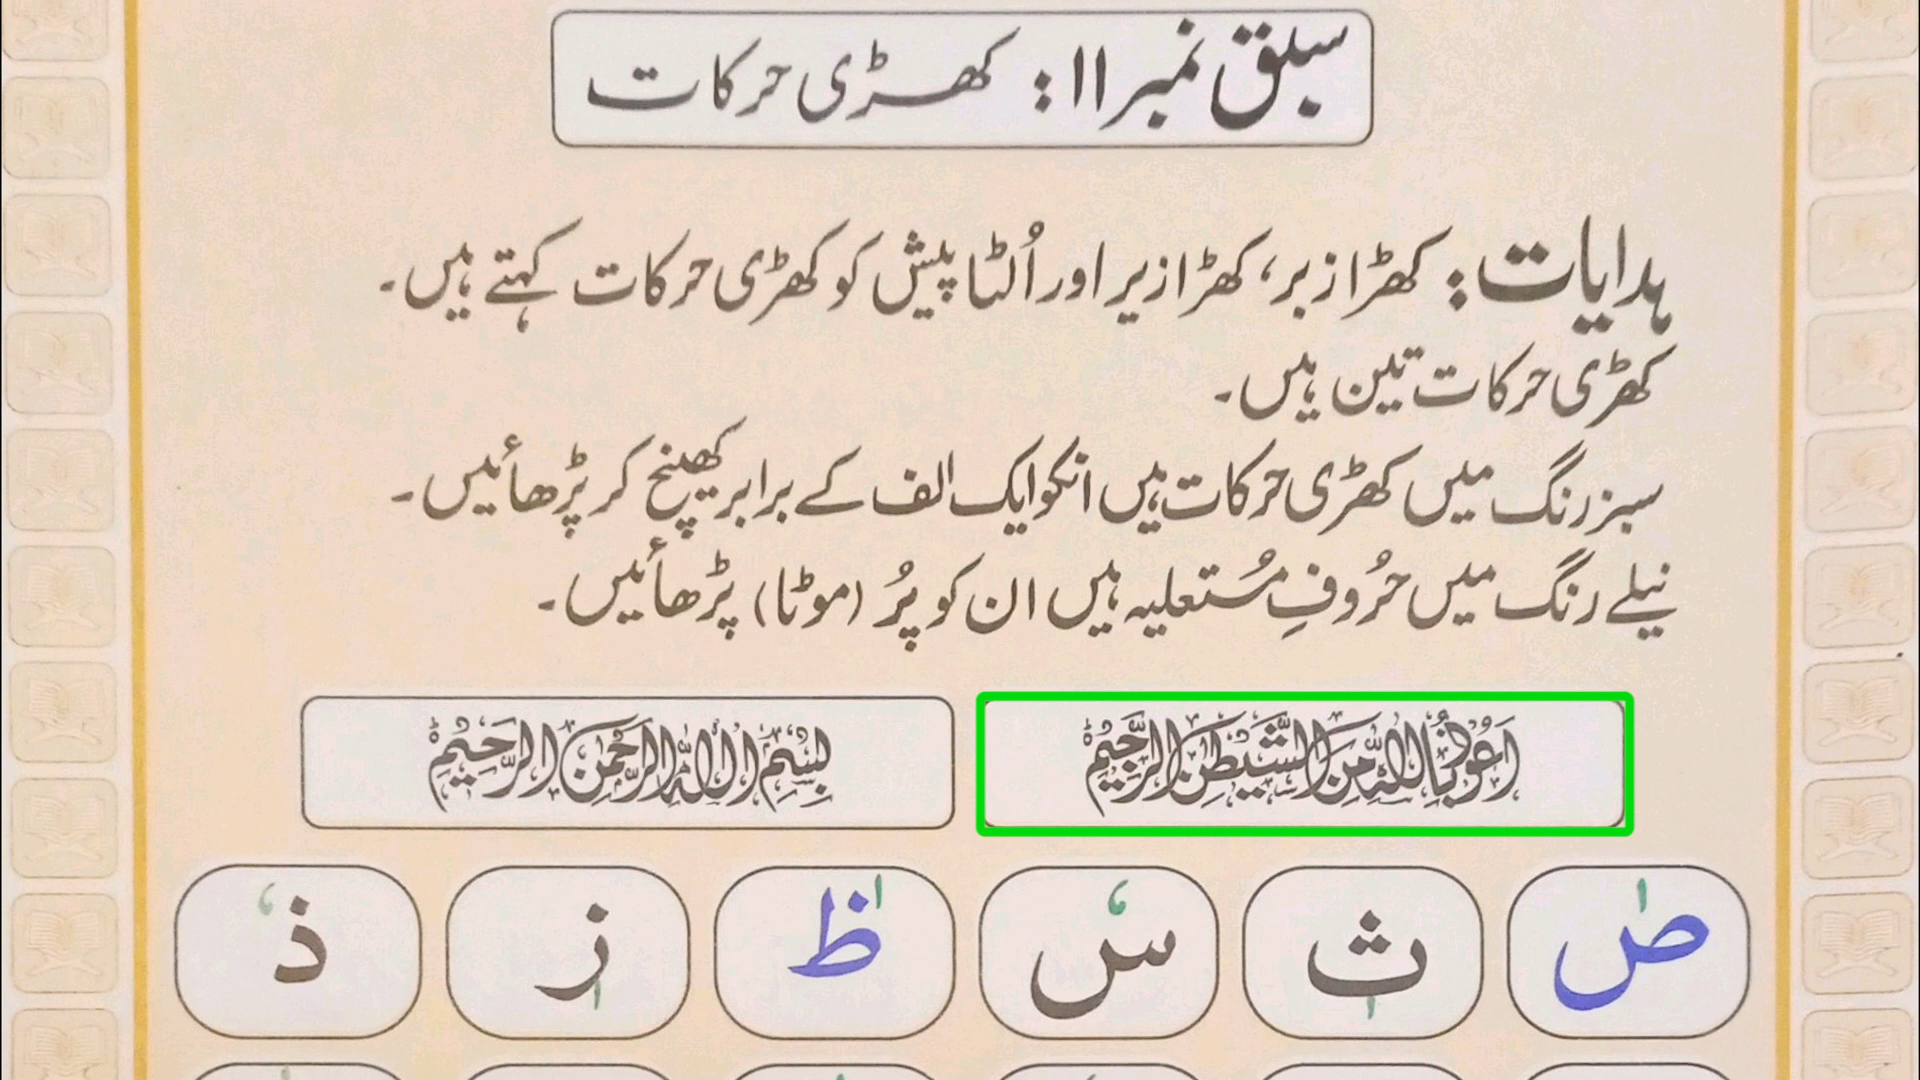 سبق نمبر ۱۱: کھڑی حرکات
ہدایات: کھڑا زبر، کھڑا زیر اور اُلٹا پیش کو کھڑی حرکات کہتے ہیں۔
کھڑی حرکات تین ہیں۔
سبز رنگ میں کھڑی حرکات ہیں انکو ایک الف کے برابر کھینچ کر پڑھائیں۔
نیلے رنگ میں حُروفِ مُستعلیہ ہیں ان کو پُر (موٹا) پڑھائیں۔
اَعُوْذُ بِاللّٰهِ مِنَ الشَّیْطٰنِ الرَّجِیْمِؕ بِسْمِ اللّٰهِ الرَّحْمٰنِ الرَّحِیْمِؕ
صٰ ثٖ سٗ ظٰ زٖ ذٗ